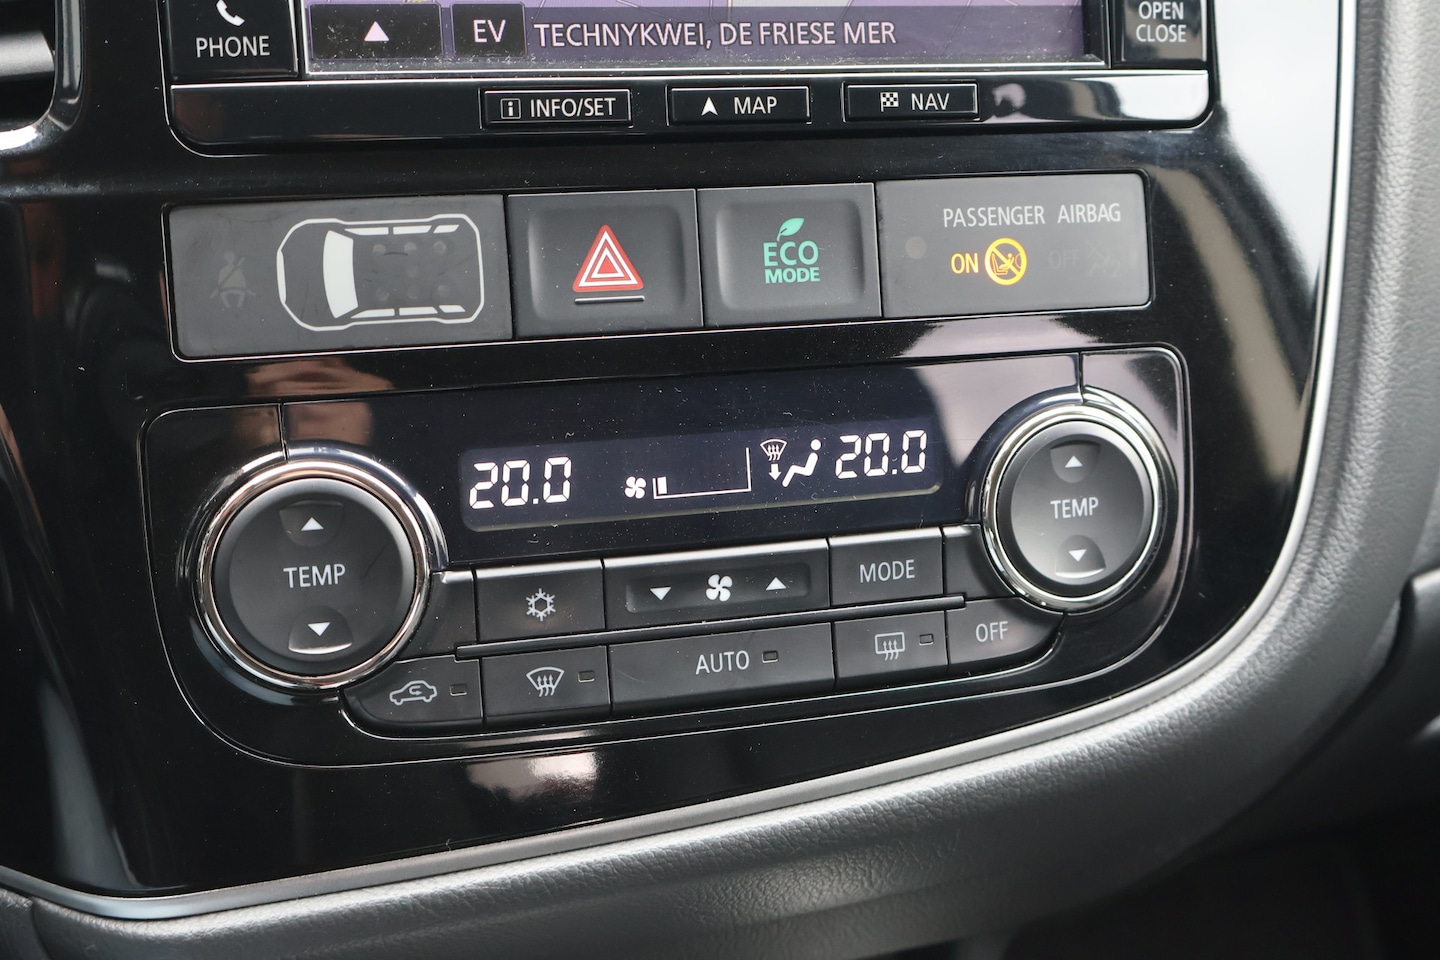 PHONE
EV
TECHNYKWEI, DE FRIESE MER
OPEN
CLOSE
INFO/SET
MAP
NAV
ECO
MODE
PASSENGER AIRBAG
ON
OFF
20.0
20.0
TEMP
TEMP
MODE
AUTO
OFF